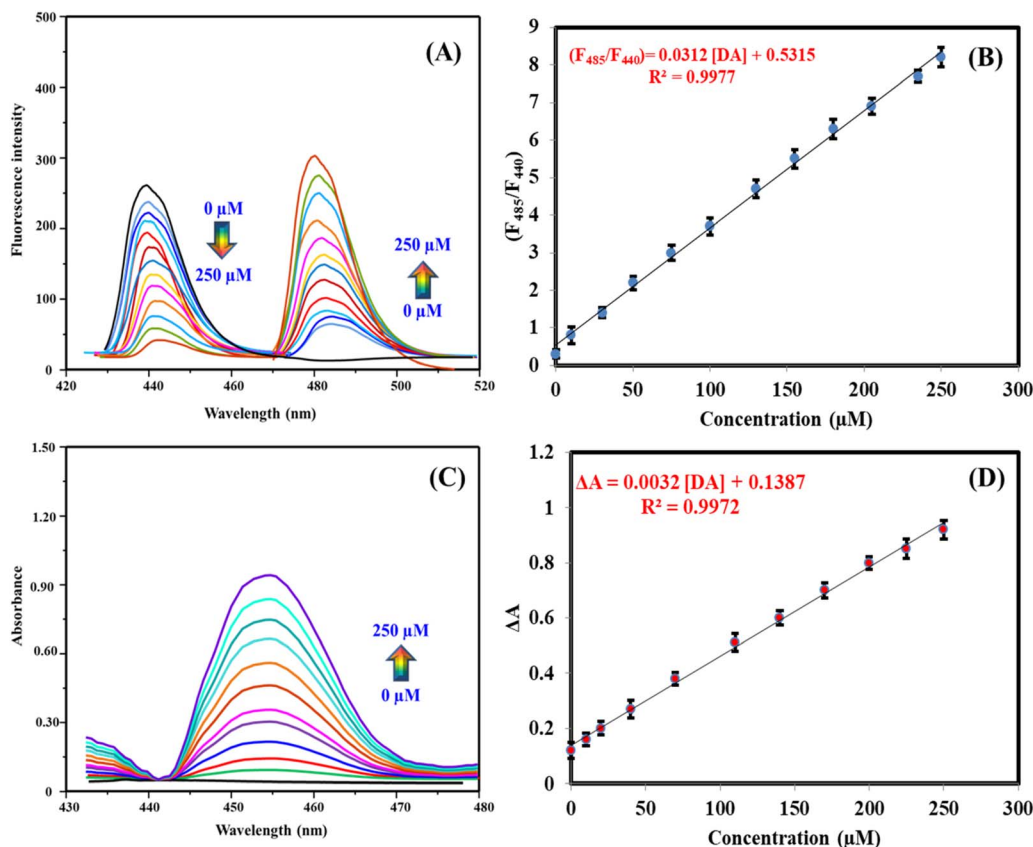 (A)
500
400
300
200
100
0
Fluorescence intensity
0 µM
250 µM
250 µM
0 µM
420
440
460
480
500
520
Wavelength (nm)
(B)
(F485/F440)= 0.0312 [DA] + 0.5315
R² = 0.9977
9
8
7
6
5
4
3
2
1
0
(F485/F440)
0
50
100
150
200
250
300
Concentration (µM)
(C)
1.50
1.20
0.90
0.60
0.30
0
Absorbance
250 µM
0 µM
430
440
450
460
470
480
Wavelength (nm)
(D)
ΔA = 0.0032 [DA] + 0.1387
R² = 0.9972
1.2
1
0.8
0.6
0.4
0.2
0
ΔA
0
50
100
150
200
250
300
Concentration (µM)